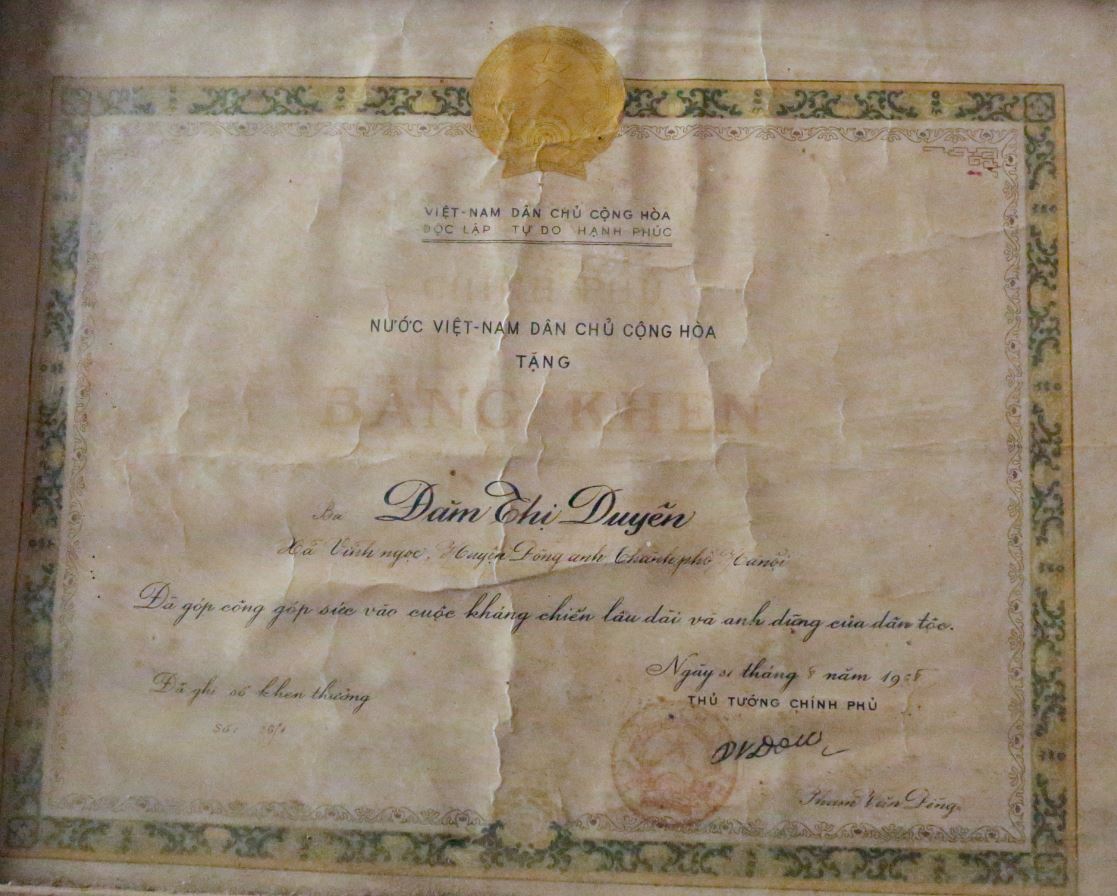 VIỆT-NAM DÂN CHỦ CỘNG HÒA
ĐỘC LẬP TỰ DO HẠNH PHÚC
CHÍNH PHỦ
NƯỚC VIỆT-NAM DÂN CHỦ CỘNG HÒA
TẶNG
BẰNG KHEN
Bà Đàm Thị Duyến
Xã Vĩnh ngọc, Huyện Đông anh Thành phố Hà nội
Đã góp công góp sức vào cuộc kháng chiến lâu dài và anh dũng của dân tộc.
Ngày 31 tháng 8 năm
Đã ghi sổ khen thưởng
THỦ TƯỚNG CHÍNH PHỦ
Số:
Phạm Văn Đồng